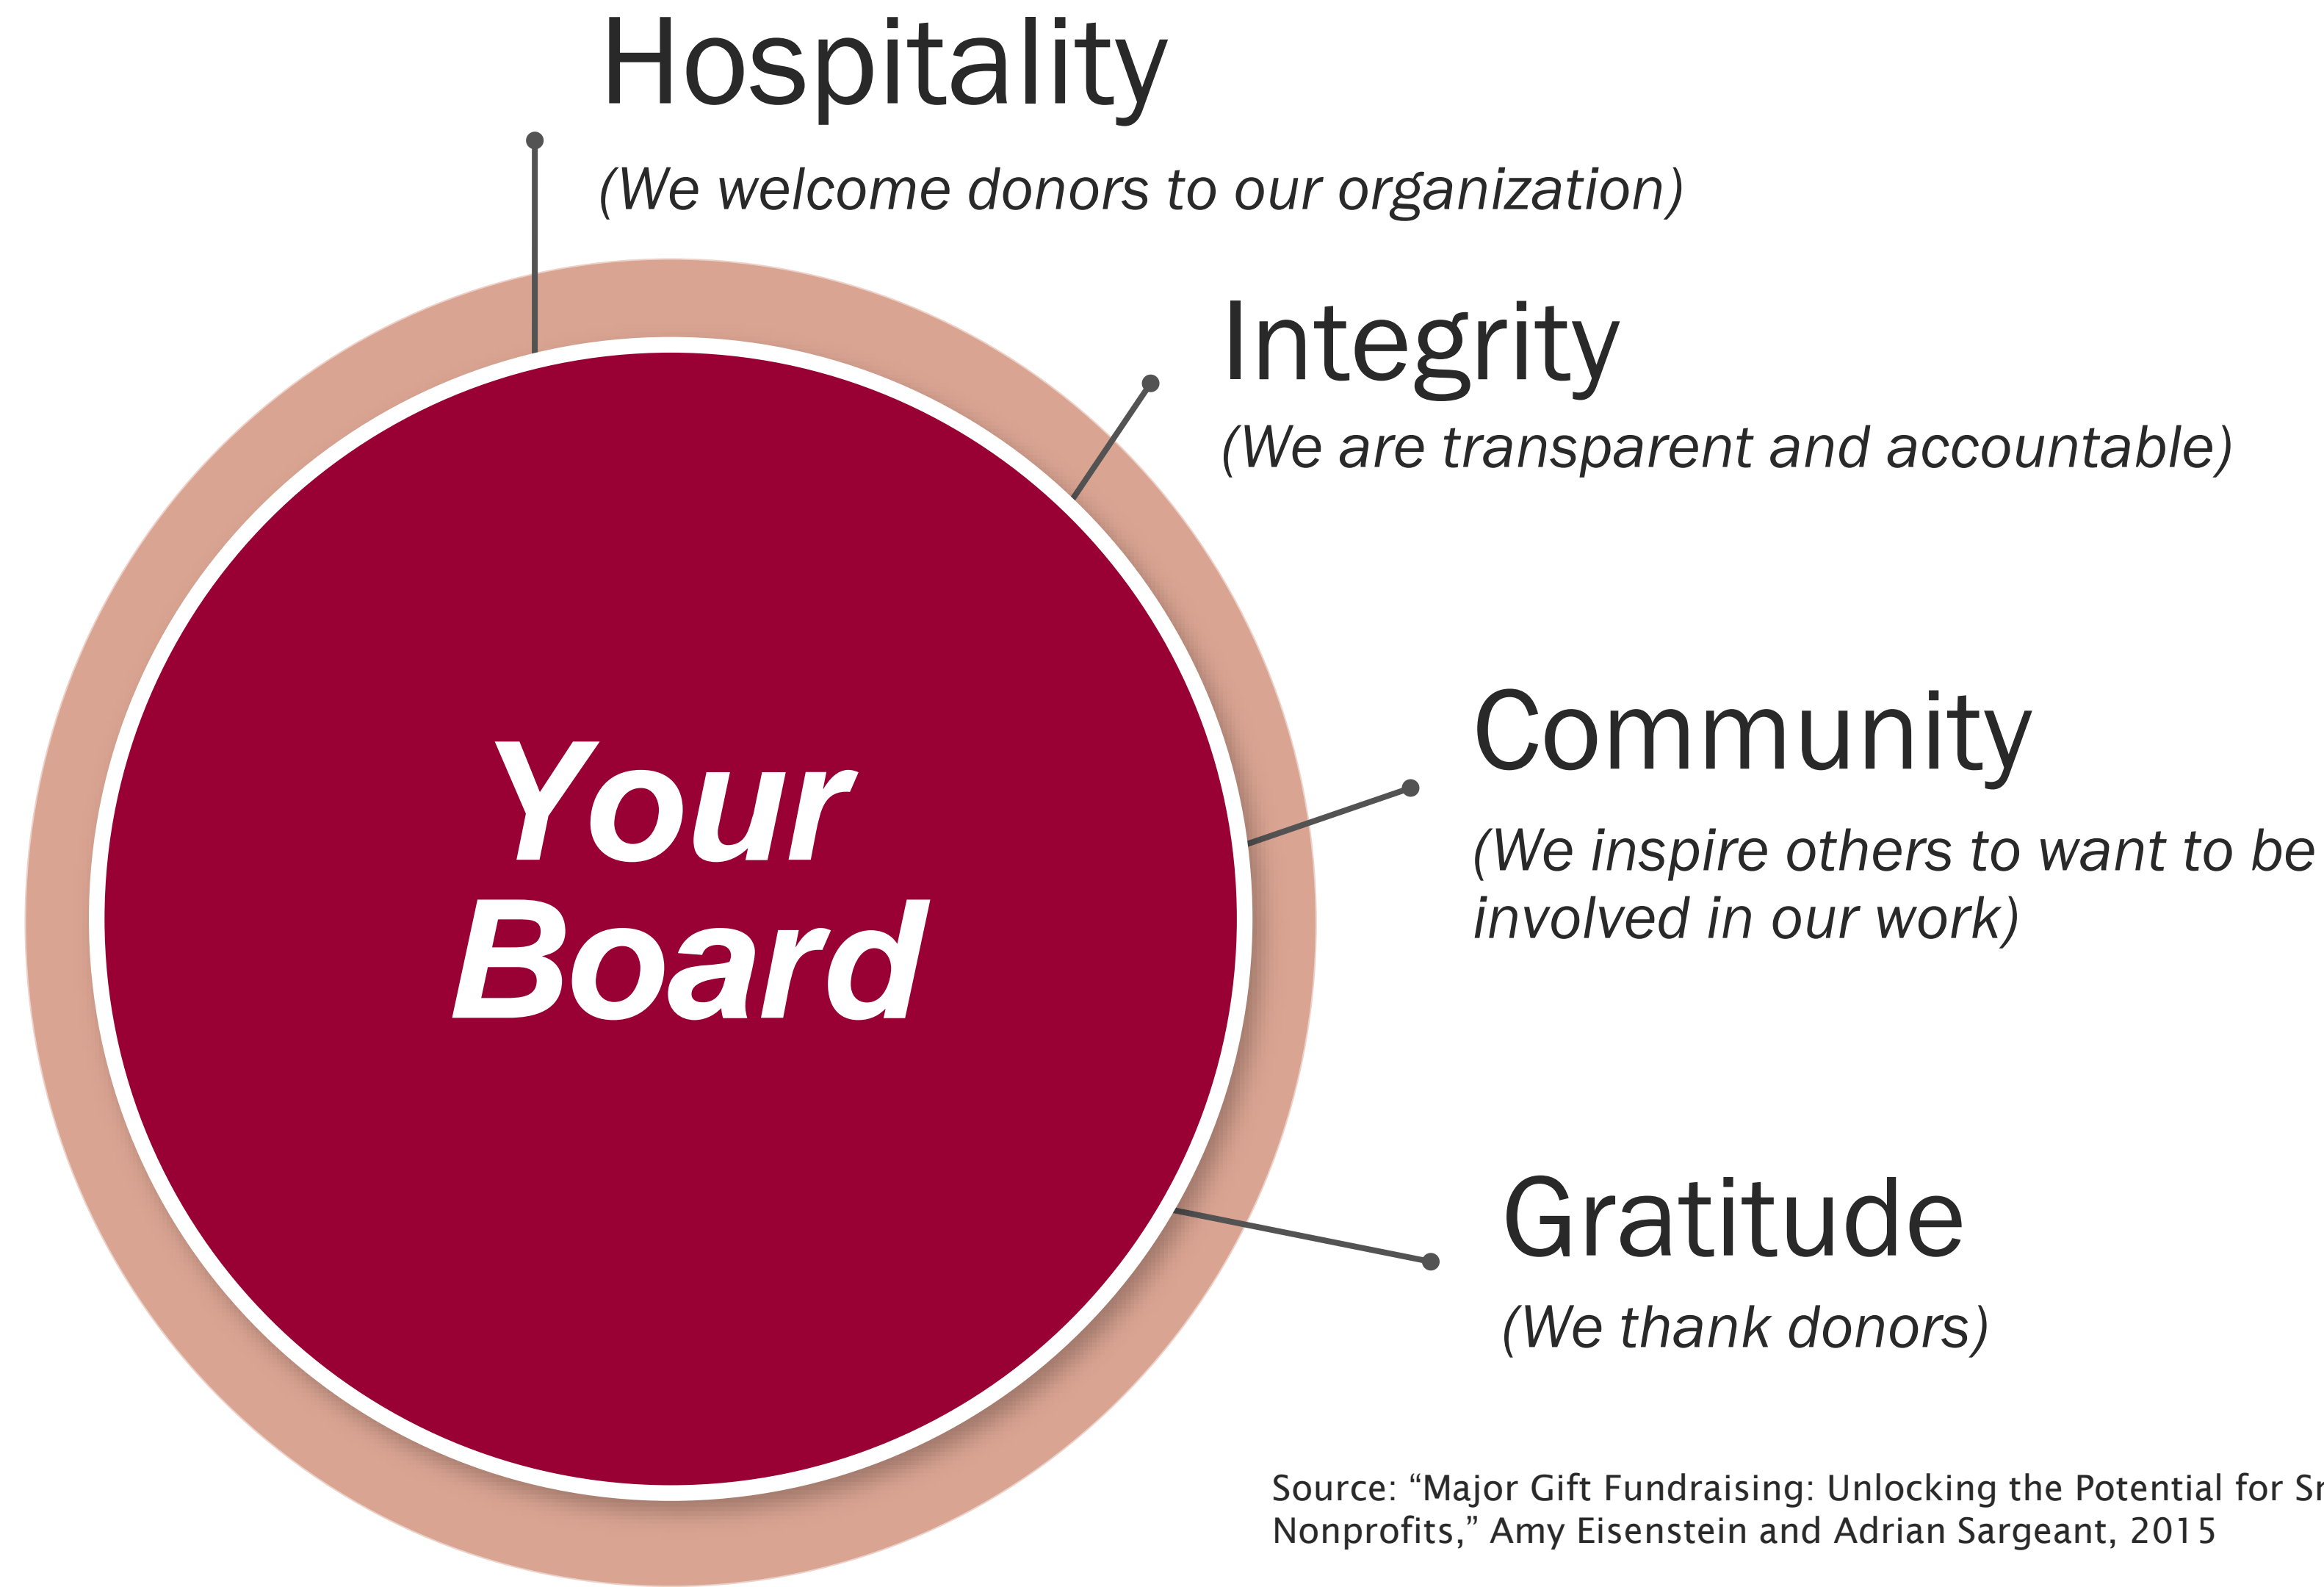 Hospitality
(We welcome donors to our organization)
Integrity
(We are transparent and accountable)
Community
(We inspire others to want to be
involved in our work)
Your
Board
Gratitude
(We thank donors)
Source: “Major Gift Fundraising: Unlocking the Potential for
Nonprofits,” Amy Eisenstein and Adrian Sargeant, 2015